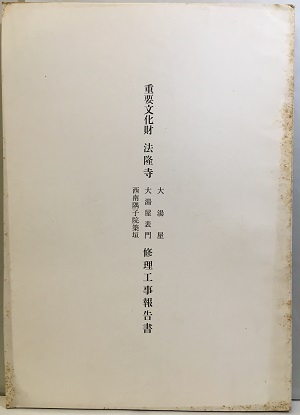 重要文化財 法隆寺
大湯屋
大湯屋表門
西南隅子院築垣
修理工事報告書